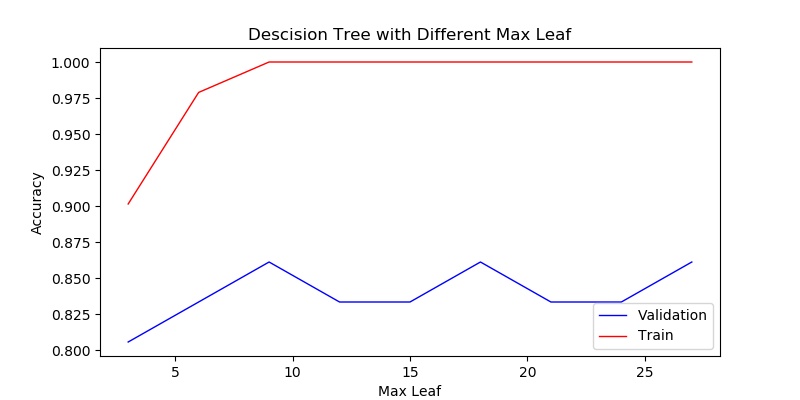 Descision Tree with Different Max Leaf
1.000
0.975
0.950
0.925
0.900
0.875
0.850
0.825
0.800
Accuracy
Validation
Train
5 10 15 20 25
Max Leaf